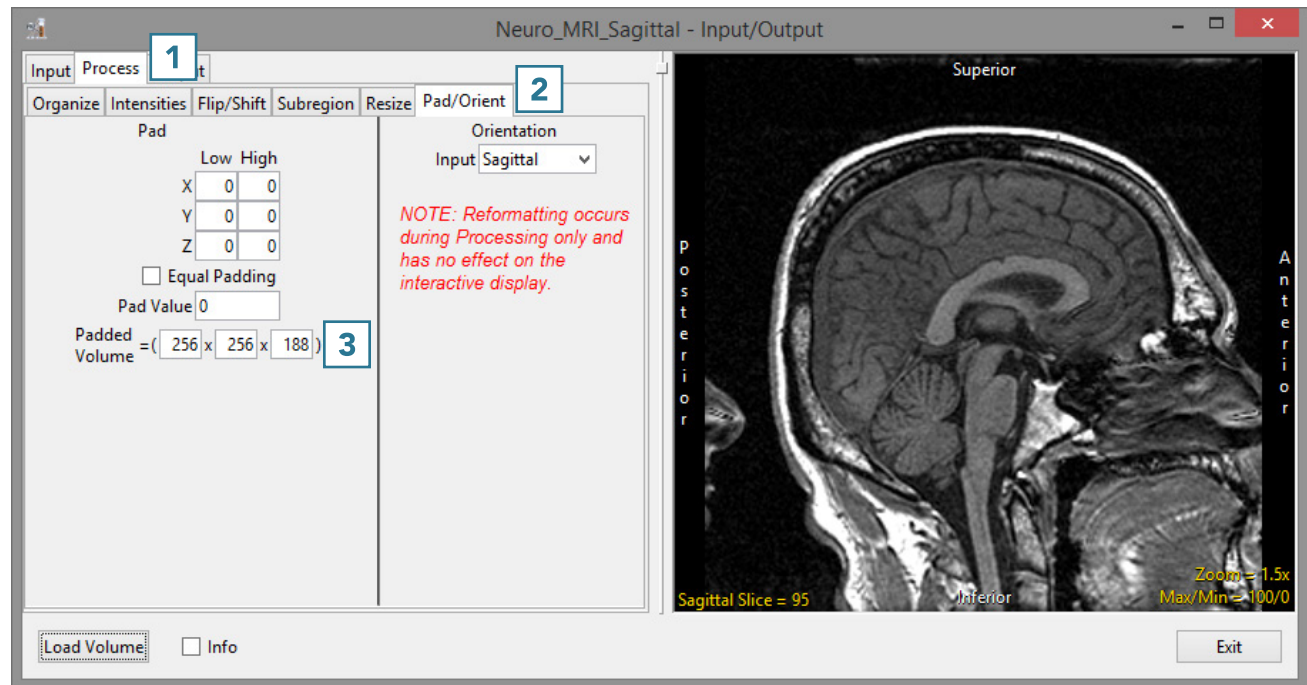 Neuro_MRI_Sagittal - Input/Output
Input Process 1 t
Organize Intensities Flip/Shift Subregion Resize Pad/Orient 2
Pad
Low High
X 0 0
Y 0 0
Z 0 0
Equal Padding
Pad Value 0
Padded Volume =( 256 x 256 x 188 ) 3
Orientation
Input Sagittal
NOTE: Reformatting occurs
during Processing only and
has no effect on the
interactive display.
Superior
Posterior
Anterior
Sagittal Slice = 95
Inferior
Zoom = 1.5x
Max/Min = 100/0
Load Volume Info Exit